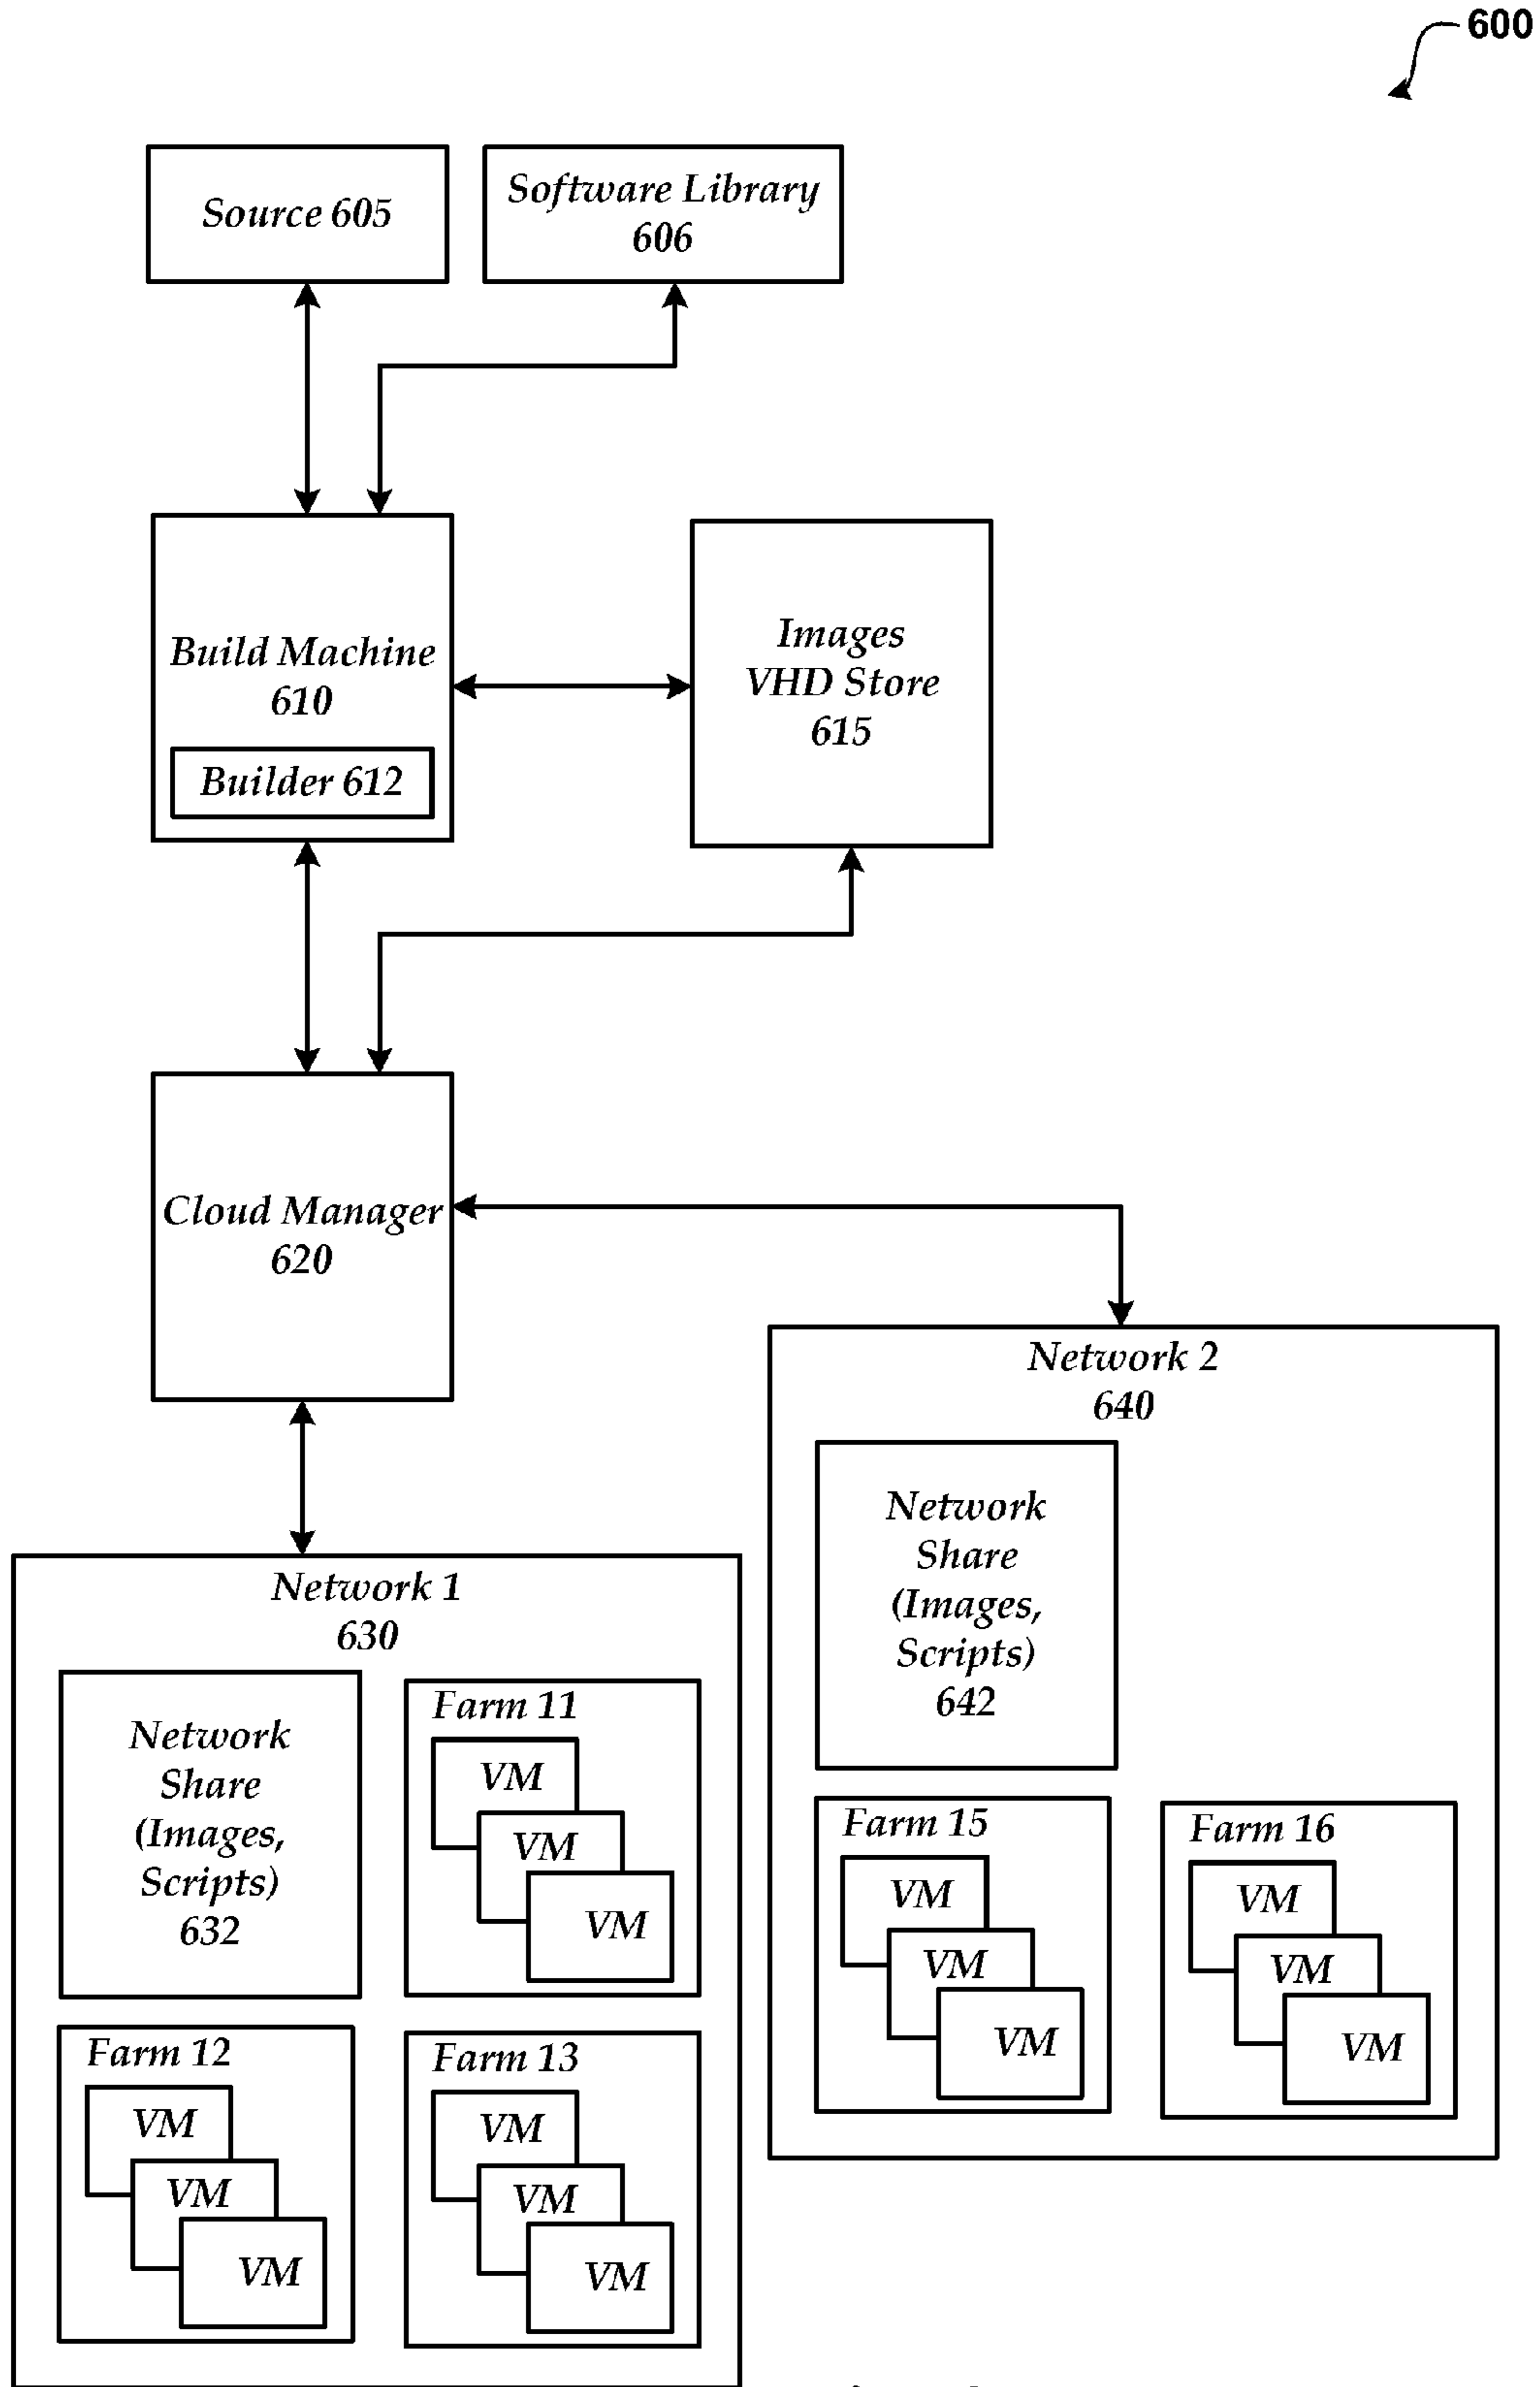 600
Source 605
Software Library
606
Build Machine
610
Builder 612
Images
VHD Store
615
Cloud Manager
620
Network 2
640
Network
Share
(Images,
Scripts)
642
Farm 15
VM
VM
VM
Farm 16
VM
VM
VM
Network 1
630
Network
Share
(Images,
Scripts)
632
Farm 11
VM
VM
VM
Farm 12
VM
VM
VM
Farm 13
VM
VM
VM